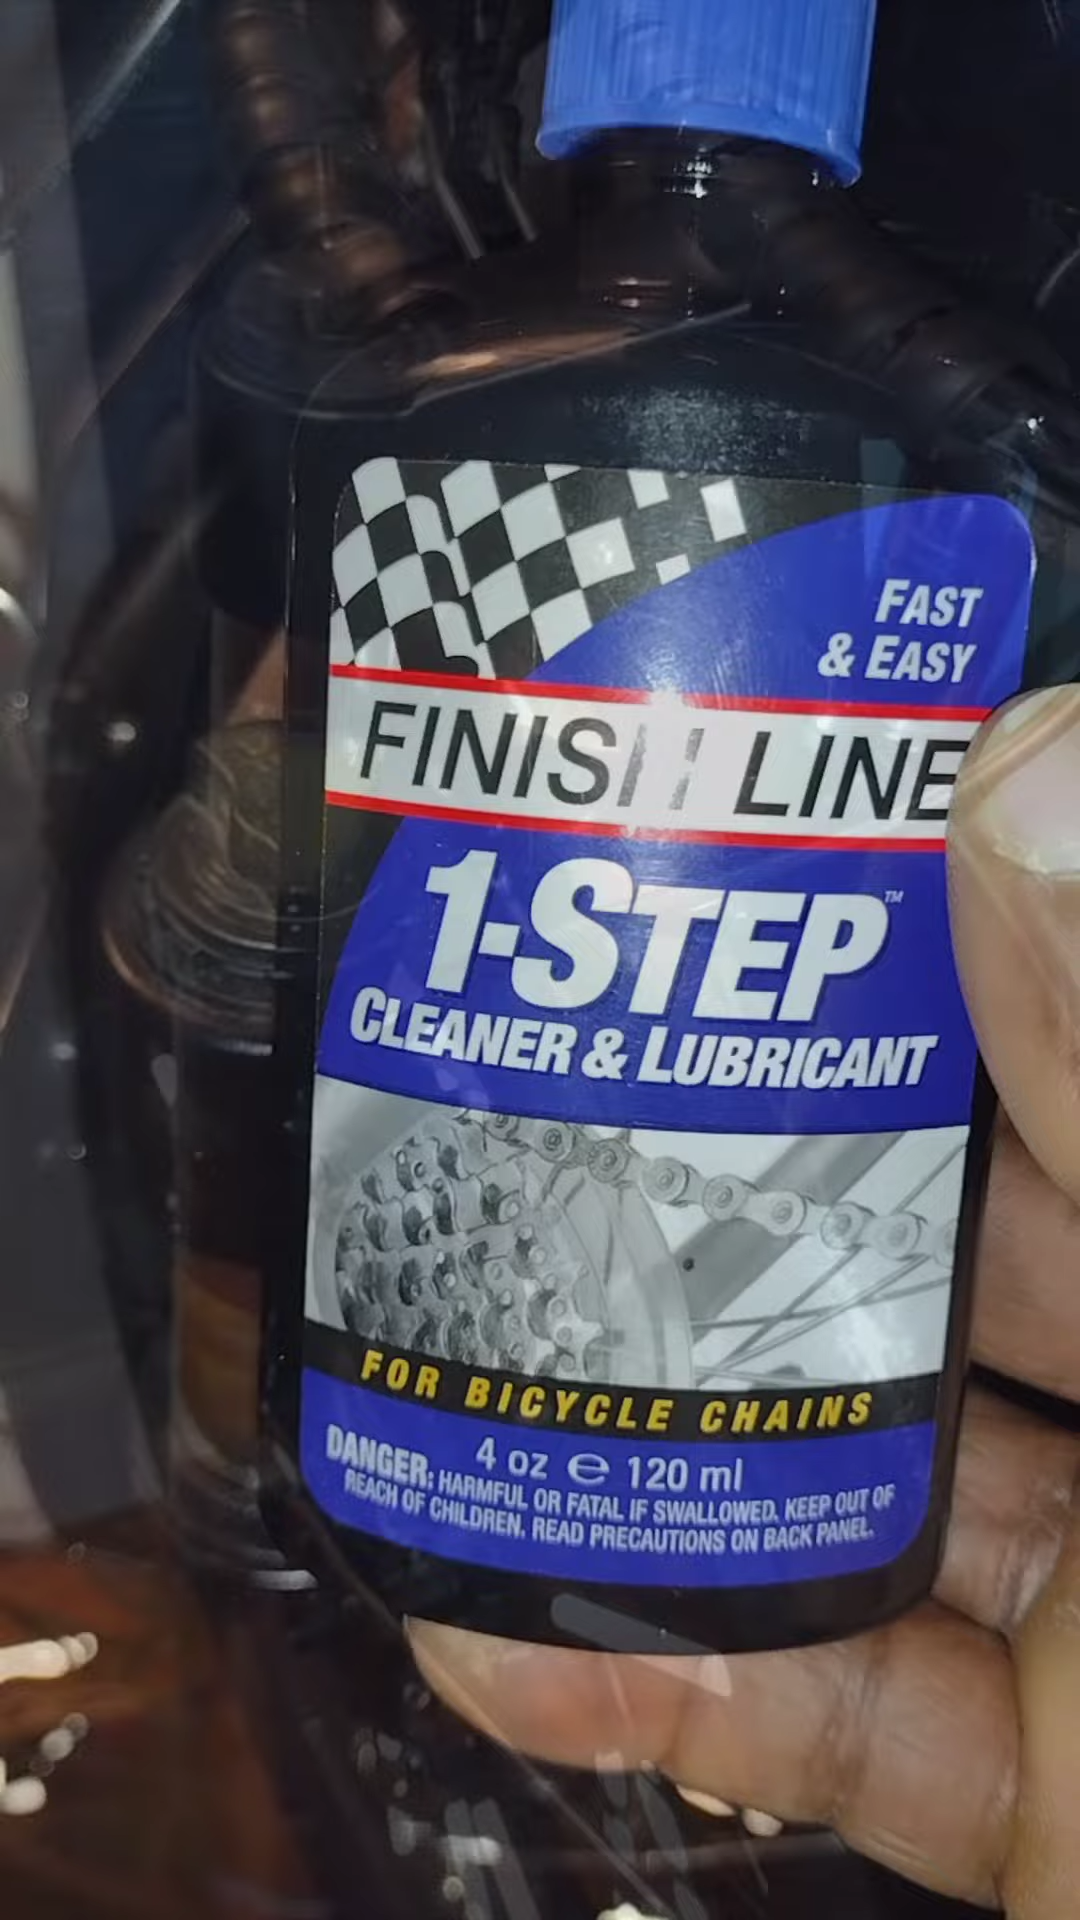 FAST
& EASY
FINISH LINE
1-STEP™
CLEANER & LUBRICANT
FOR BICYCLE CHAINS
4 oz ℮ 120 ml
DANGER: HARMFUL OR FATAL IF SWALLOWED. KEEP OUT OF
REACH OF CHILDREN. READ PRECAUTIONS ON BACK PANEL.